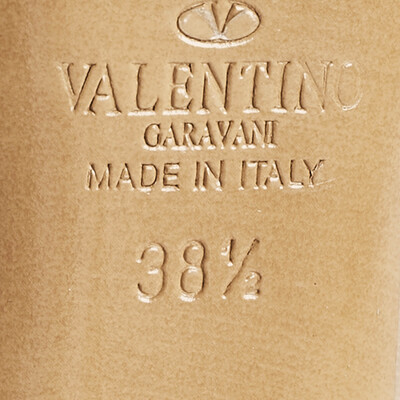 VALENTINO
GARAVANI
MADE IN ITALY
38½